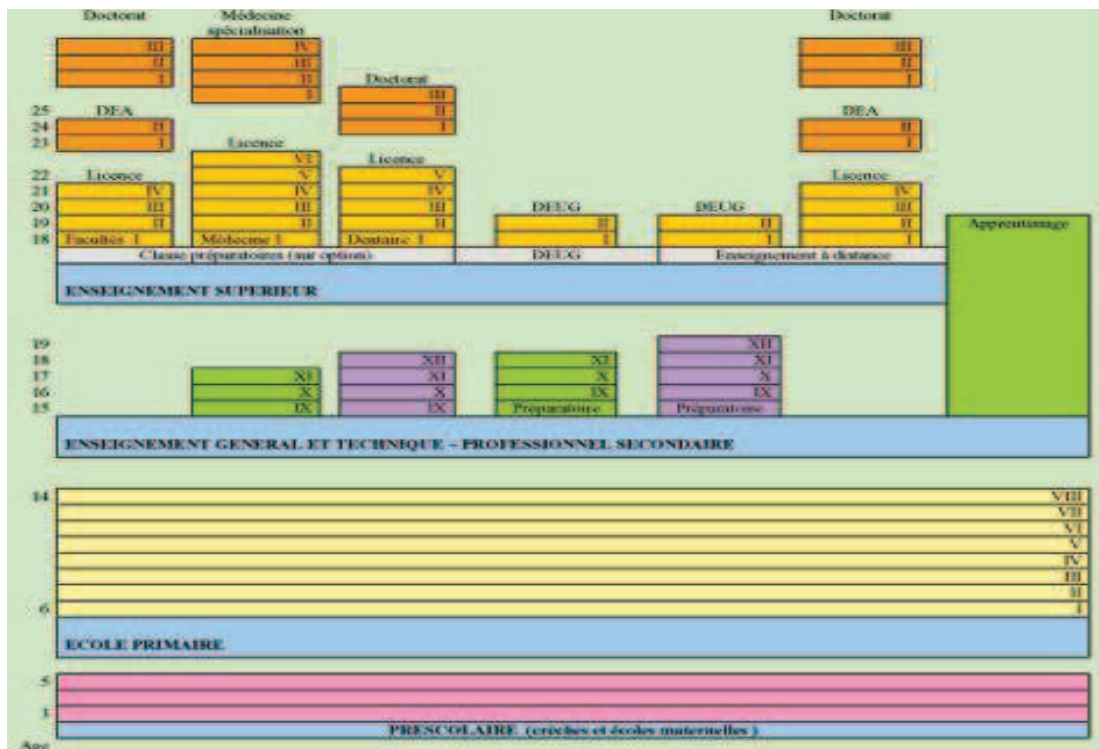 Doctorat Médecine spécialisation Doctorat
III IV III
II III II
I II Doctorat I
I III
25 DEA II DEA
24 II I II
23 I Licence I
VI Licence
22 Licence V V Licence
21 IV IV IV IV
20 III III III DEUG DEUG III
19 II II II II II II Apprentissage
18 Facultés I Médecine I Dentaire I I I I
Classe préparatoires (sur option) DEUG Enseignement à distance
ENSEIGNEMENT SUPERIEUR
19 XII
18 XII XI XI
17 XI XI X X
16 X X IX IX
15 IX IX Préparatoire Préparatoire
ENSEIGNEMENT GENERAL ET TECHNIQUE – PROFESSIONNEL SECONDAIRE
14 VIII
VII
VI
V
IV
III
II
6 I
ECOLE PRIMAIRE
5
PRESCOLAIRE (crèches et écoles maternelles )
Age